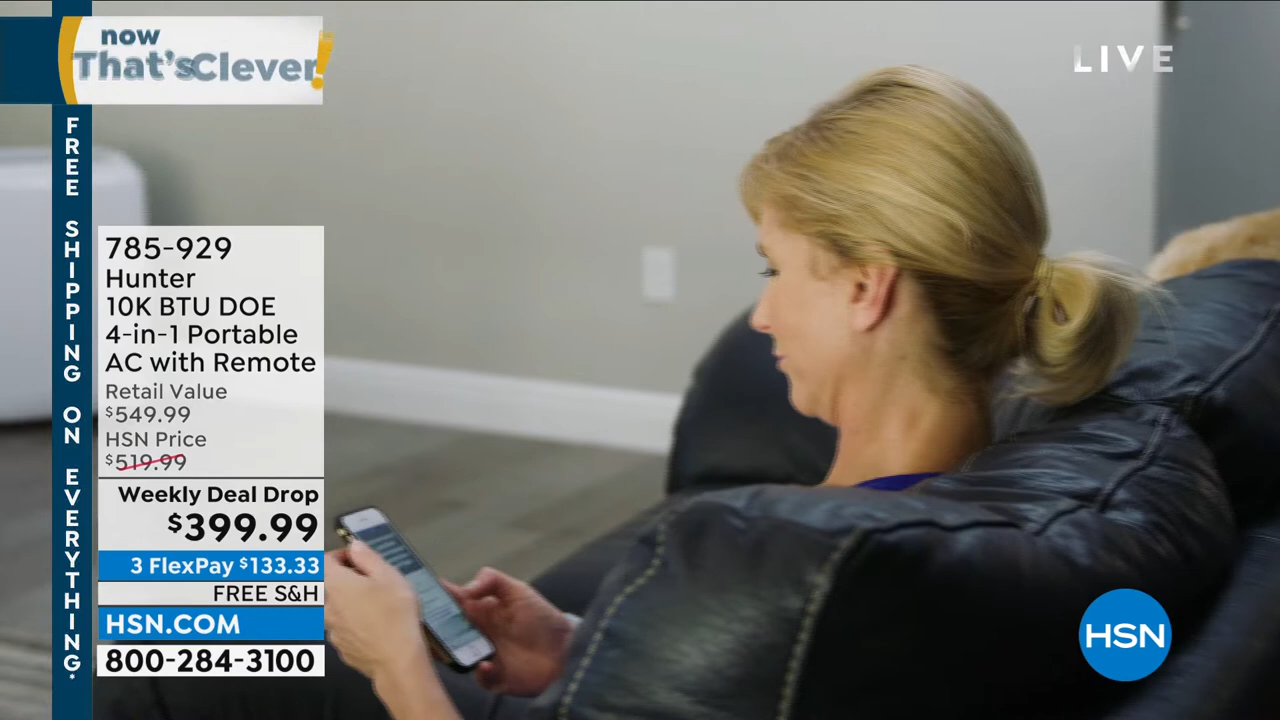 now
That'sClever!
LIVE
FREE SHIPPING ON EVERYTHING*
785-929
Hunter
10K BTU DOE
4-in-1 Portable
AC with Remote
Retail Value
$549.99
HSN Price
$519.99
Weekly Deal Drop
$399.99
3 FlexPay $133.33
FREE S&H
HSN.COM
800-284-3100
HSN